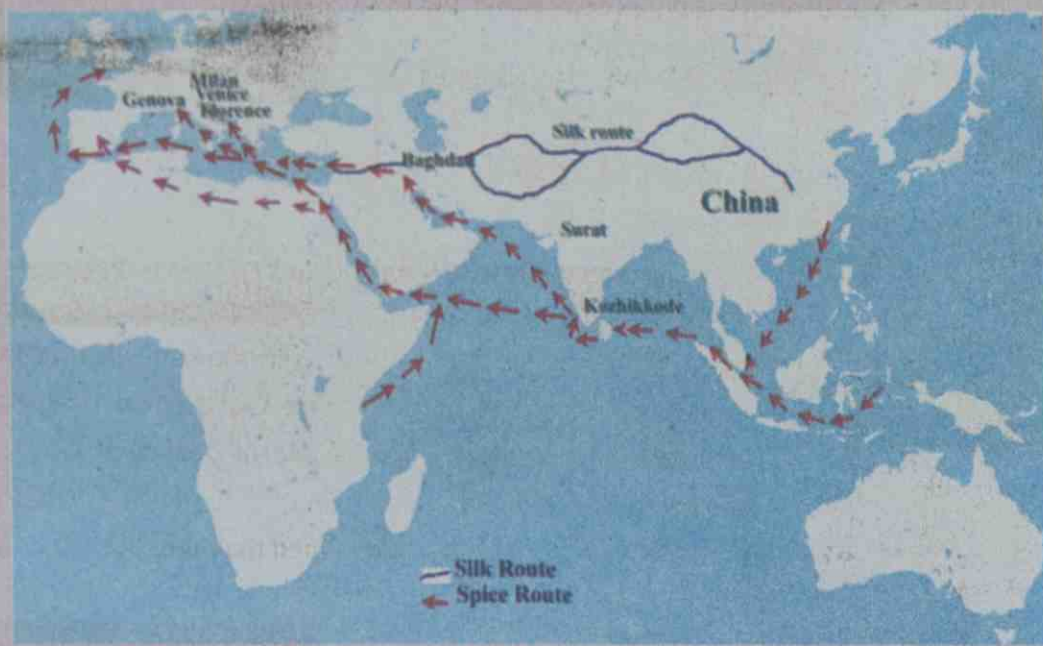 Milan
Venice
Genova
Florence
Silk route
Baghdad
China
Surat
Kozhikkode
Silk Route
Spice Route